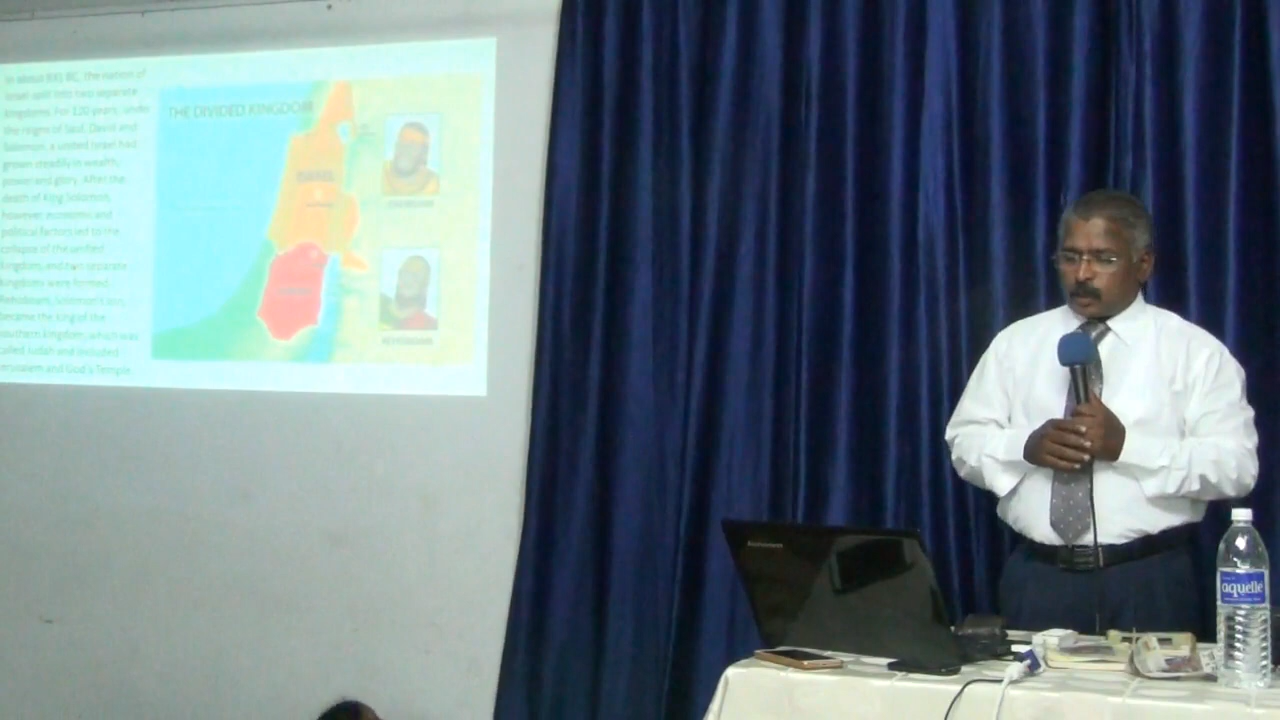 In about 931 BC, the nation of
Israel split into two separate
kingdoms. For 120 years, under
the reigns of Saul, David and
Solomon, a united Israel had
grown steadily in wealth,
power and glory. After the
death of King Solomon,
however, economic and
political factors led to the
collapse of the unified
kingdom, and two separate
kingdoms were formed.
Rehoboam, Solomon's son,
became the king of the
southern kingdom, which was
called Judah and included
Jerusalem and God's Temple
THE DIVIDED KINGDOM
ISRAEL
JEROBOAM
REHOBOAM
aquellé